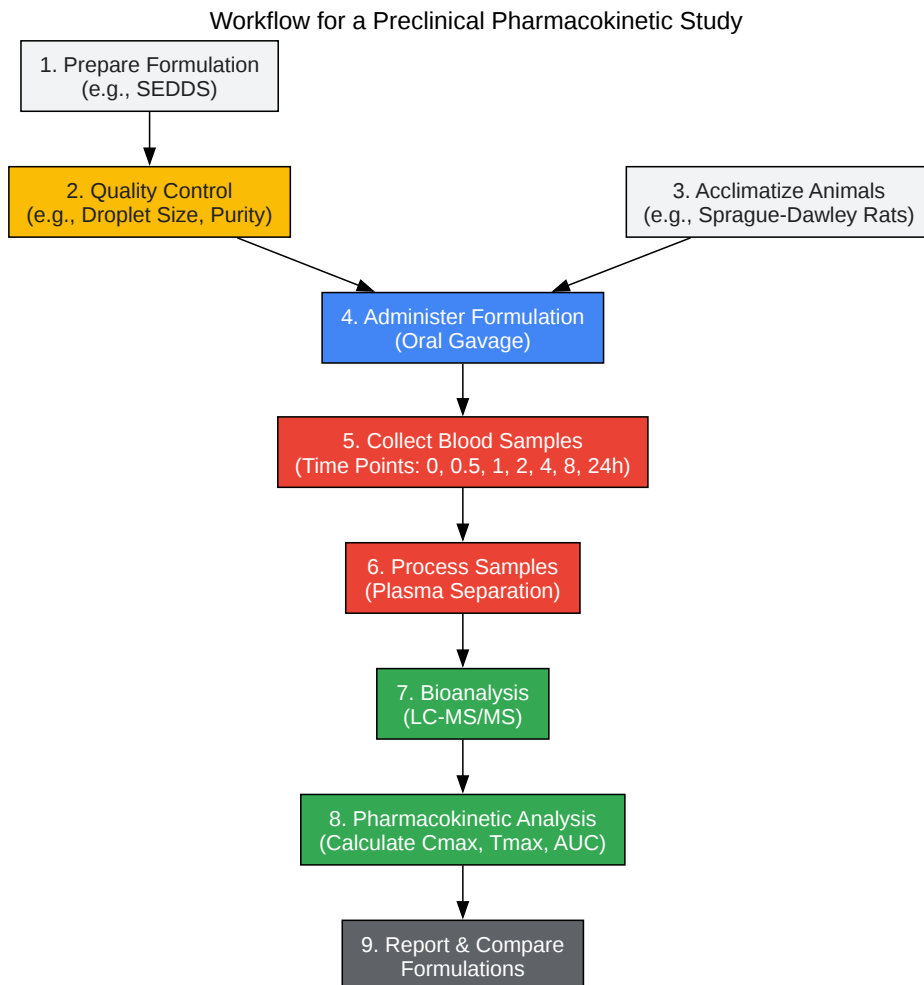 Workflow for a Preclinical Pharmacokinetic Study
1. Prepare Formulation
(e.g., SEDDS)
2. Quality Control
(e.g., Droplet Size, Purity)
3. Acclimatize Animals
(e.g., Sprague-Dawley Rats)
4. Administer Formulation
(Oral Gavage)
5. Collect Blood Samples
(Time Points: 0, 0.5, 1, 2, 4, 8, 24h)
6. Process Samples
(Plasma Separation)
7. Bioanalysis
(LC-MS/MS)
8. Pharmacokinetic Analysis
(Calculate Cmax, Tmax, AUC)
9. Report & Compare
Formulations